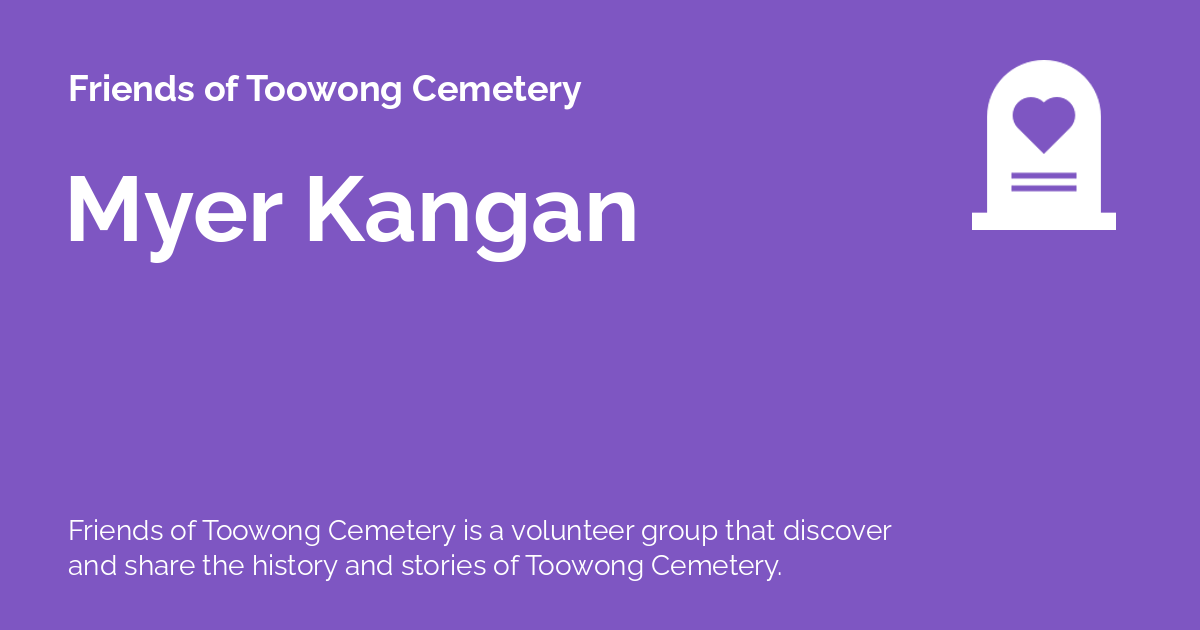 Friends of Toowong Cemetery
Myer Kangan
Friends of Toowong Cemetery is a volunteer group that discover
and share the history and stories of Toowong Cemetery.